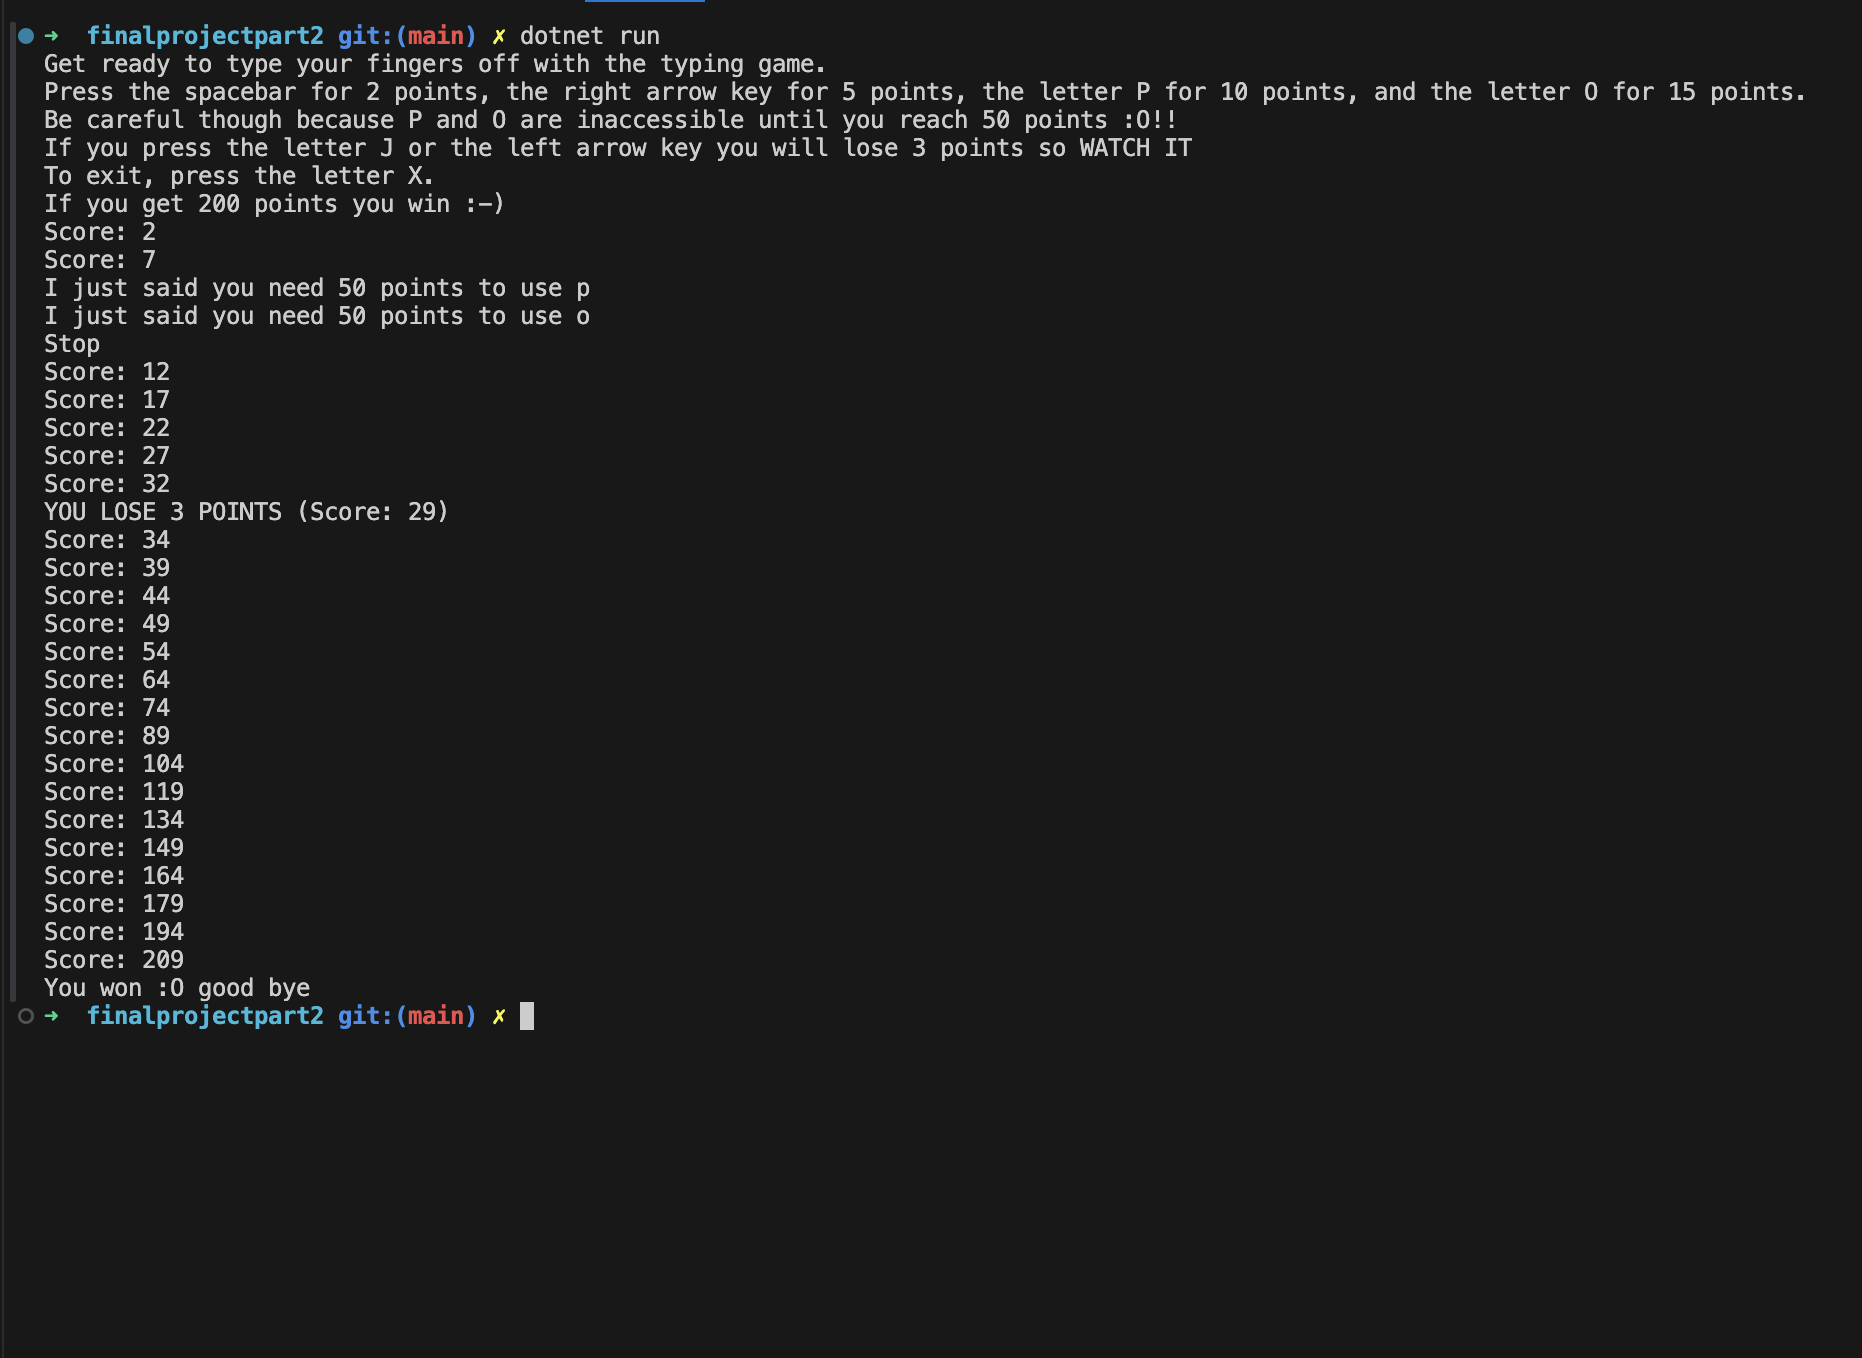 ➜  finalprojectpart2 git:(main) ✗ dotnet run
Get ready to type your fingers off with the typing game.
Press the spacebar for 2 points, the right arrow key for 5 points, the letter P for 10 points, and the letter O for 15 points.
Be careful though because P and O are inaccessible until you reach 50 points :O!!
If you press the letter J or the left arrow key you will lose 3 points so WATCH IT
To exit, press the letter X.
If you get 200 points you win :-)
Score: 2
Score: 7
I just said you need 50 points to use p
I just said you need 50 points to use o
Stop
Score: 12
Score: 17
Score: 22
Score: 27
Score: 32
YOU LOSE 3 POINTS (Score: 29)
Score: 34
Score: 39
Score: 44
Score: 49
Score: 54
Score: 64
Score: 74
Score: 89
Score: 104
Score: 119
Score: 134
Score: 149
Score: 164
Score: 179
Score: 194
Score: 209
You won :O good bye
➜  finalprojectpart2 git:(main) ✗